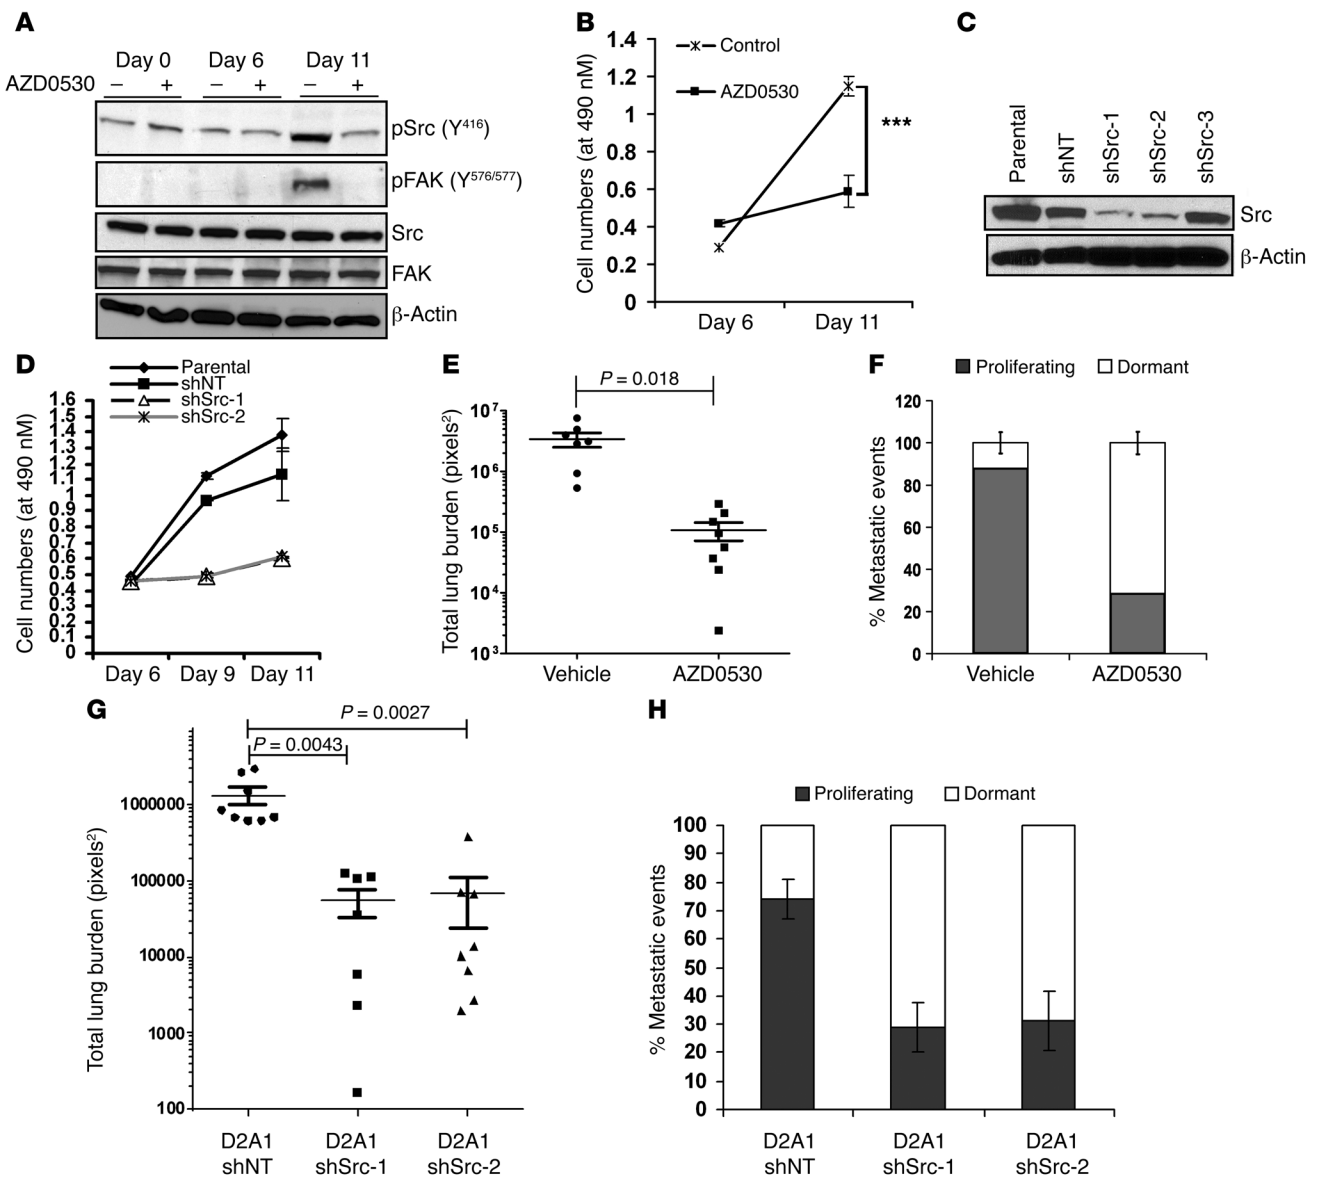 A
Day 0 Day 6 Day 11
AZD0530 – + – + – +
pSrc (Y416)
pFAK (Y576/577)
Src
FAK
β-Actin
B
Control
AZD0530
Cell numbers (at 490 nM)
1.4
1.2
1
0.8
0.6
0.4
0.2
0
***
Day 6 Day 11
C
Parental
shNT
shSrc-1
shSrc-2
shSrc-3
Src
β-Actin
D
Parental
shNT
shSrc-1
shSrc-2
Cell numbers (at 490 nM)
1.6
1.5
1.4
1.3
1.2
1.1
1
0.9
0.8
0.7
0.6
0.5
0.4
0.3
0.2
0.1
0
Day 6 Day 9 Day 11
E
P = 0.018
Total lung burden (pixels²)
10⁷
10⁶
10⁵
10⁴
10³
Vehicle AZD0530
F
Proliferating Dormant
% Metastatic events
120
100
80
60
40
20
0
Vehicle AZD0530
G
P = 0.0027
P = 0.0043
Total lung burden (pixels²)
1000000
100000
10000
1000
100
D2A1 D2A1 D2A1
shNT shSrc-1 shSrc-2
H
Proliferating Dormant
% Metastatic events
100
90
80
70
60
50
40
30
20
10
0
D2A1 D2A1 D2A1
shNT shSrc-1 shSrc-2